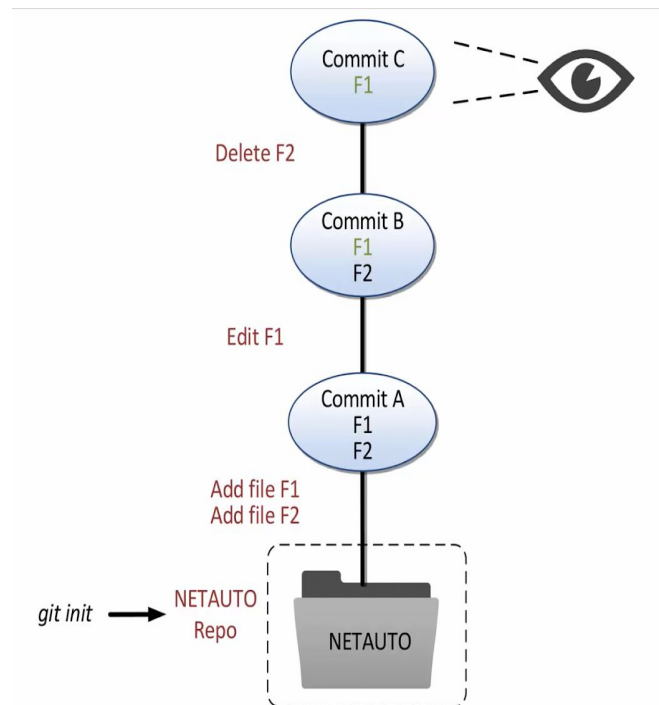 Commit C
F1
Delete F2
Commit B
F1
F2
Edit F1
Commit A
F1
F2
Add file F1
Add file F2
git init
NETAUTO
Repo
NETAUTO